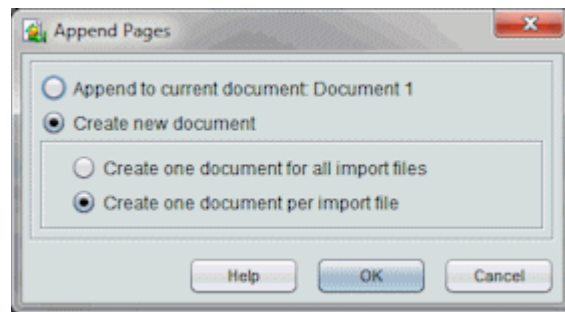 Append Pages
Append to current document: Document 1
Create new document
Create one document for all import files
Create one document per import file
Help OK Cancel